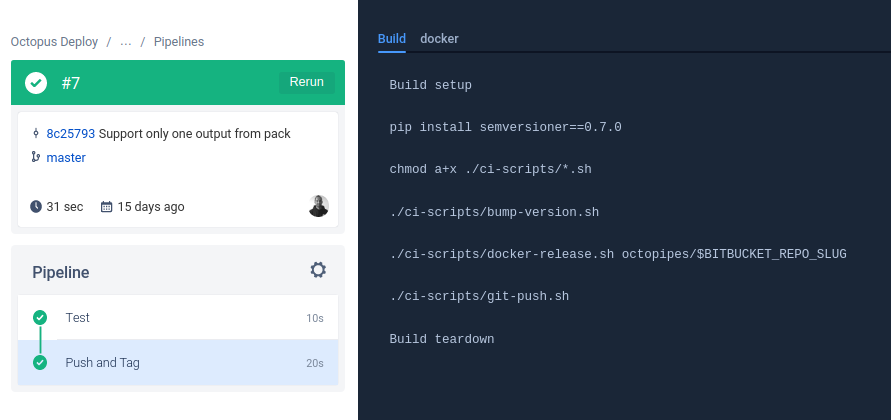 Octopus Deploy / ... / Pipelines
#7
Rerun
8c25793 Support only one output from pack
master
31 sec 15 days ago
Pipeline
Test 10s
Push and Tag 20s
Build docker
Build setup
pip install semversioner==0.7.0
chmod a+x ./ci-scripts/*.sh
./ci-scripts/bump-version.sh
./ci-scripts/docker-release.sh octopipes/$BITBUCKET_REPO_SLUG
./ci-scripts/git-push.sh
Build teardown